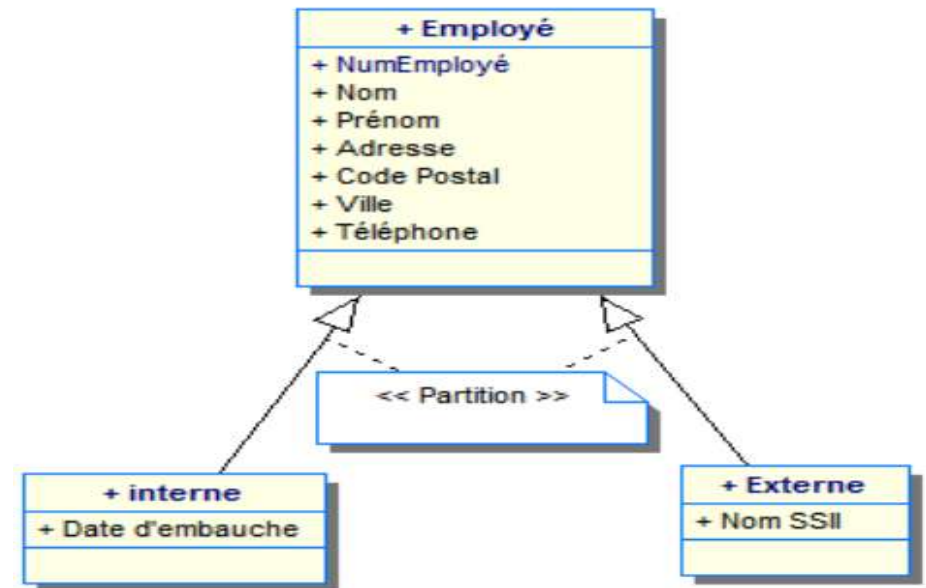 + Employé
+ NumEmployé
+ Nom
+ Prénom
+ Adresse
+ Code Postal
+ Ville
+ Téléphone
<< Partition >>
+ interne
+ Date d'embauche
+ Externe
+ Nom SSII